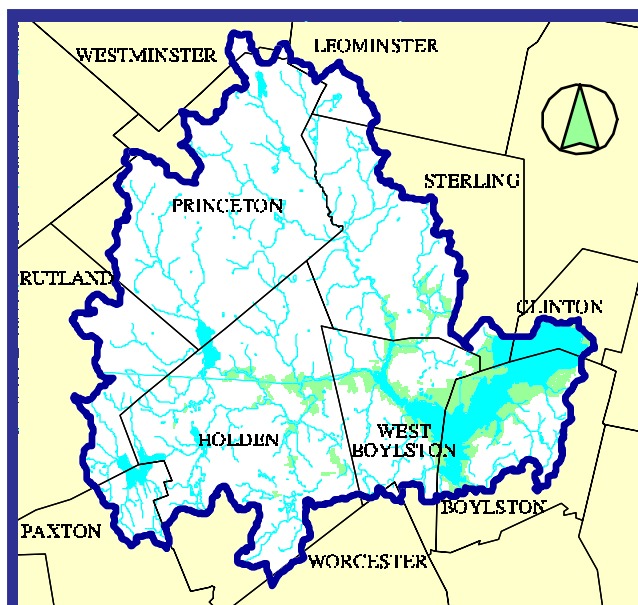 WESTMINSTER
LEOMINSTER
STERLING
PRINCETON
RUTLAND
CLINTON
HOLDEN
WEST
BOYLSTON
BOYLSTON
PAXTON
WORCESTER